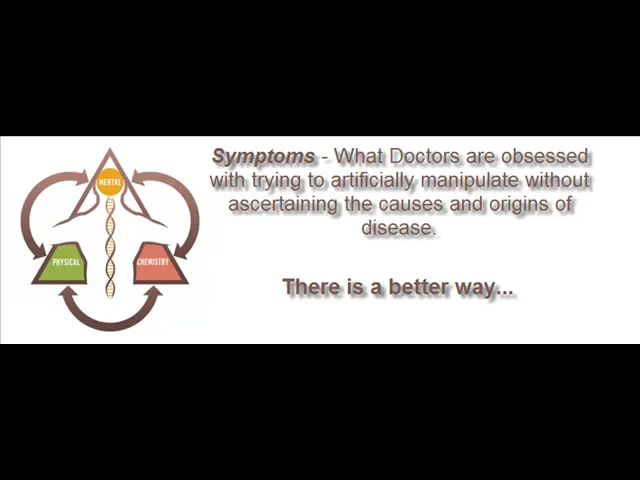 MENTAL
PHYSICAL
CHEMISTRY
Symptoms - What Doctors are obsessed
with trying to artificially manipulate without
ascertaining the causes and origins of
disease.
There is a better way...